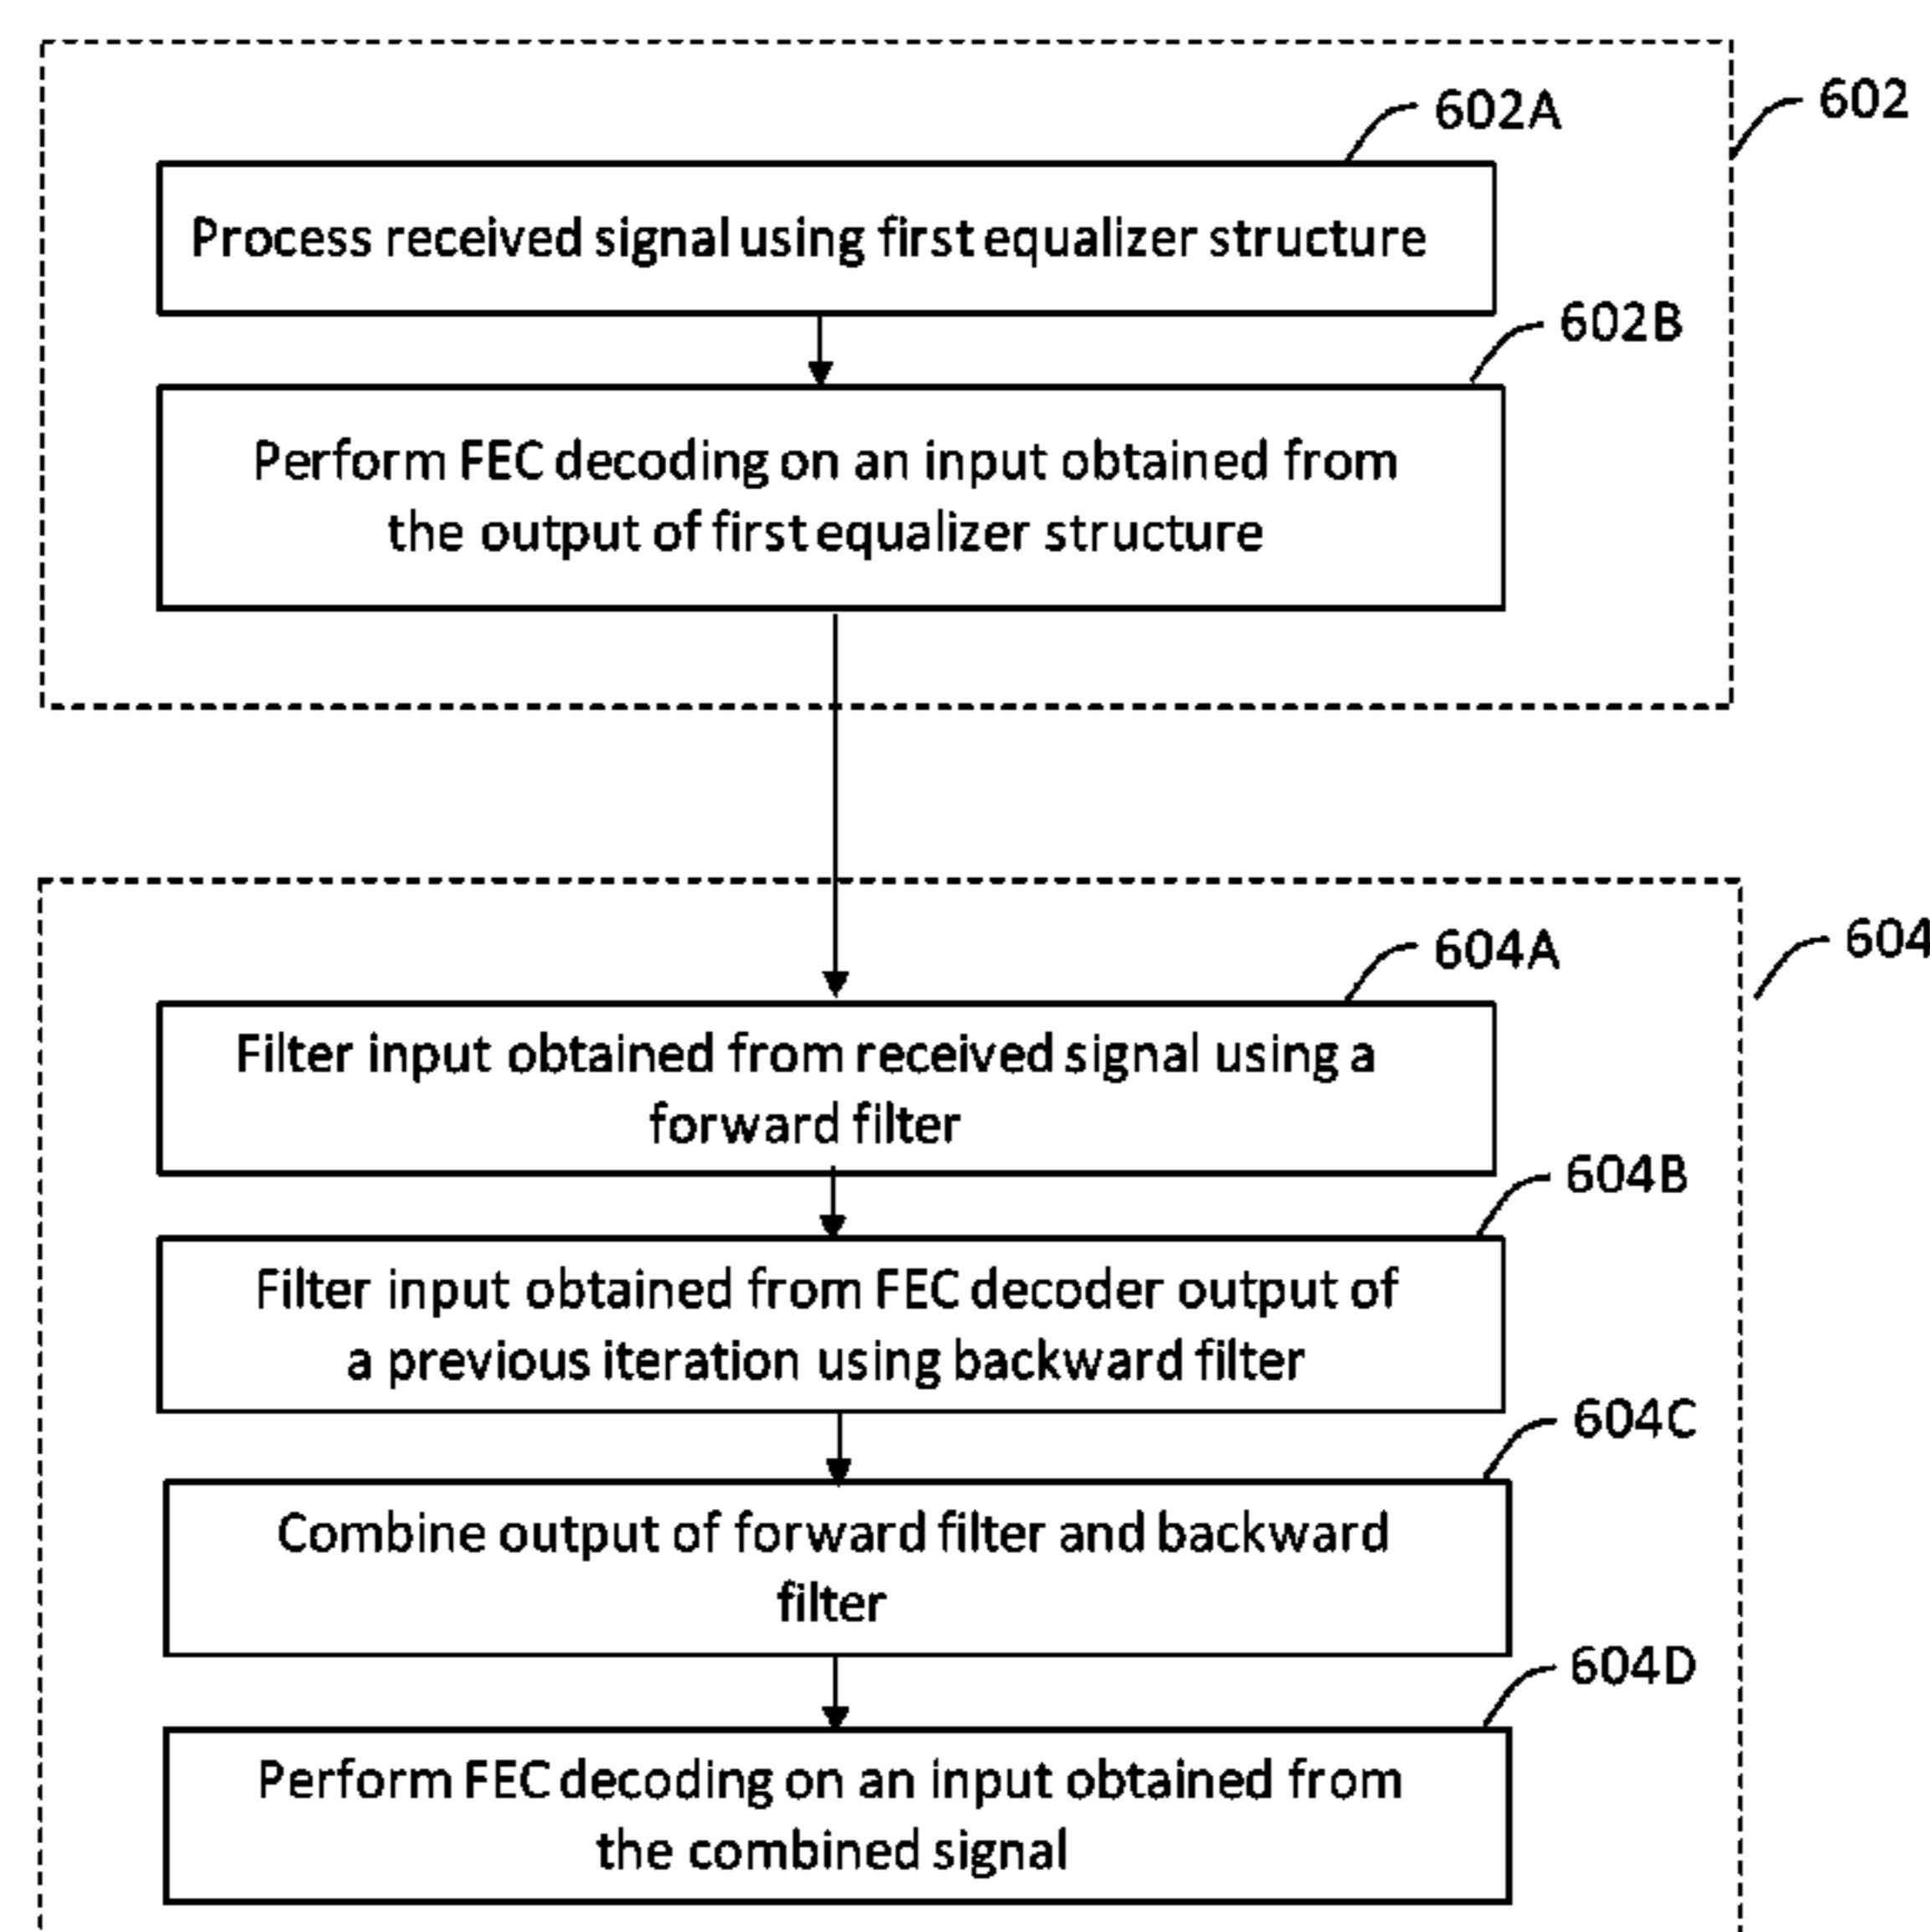 602
602A
Process received signal using first equalizer structure
602B
Perform FEC decoding on an input obtained from
the output of first equalizer structure
604
604A
Filter input obtained from received signal using a
forward filter
604B
Filter input obtained from FEC decoder output of
a previous iteration using backward filter
604C
Combine output of forward filter and backward
filter
604D
Perform FEC decoding on an input obtained from
the combined signal